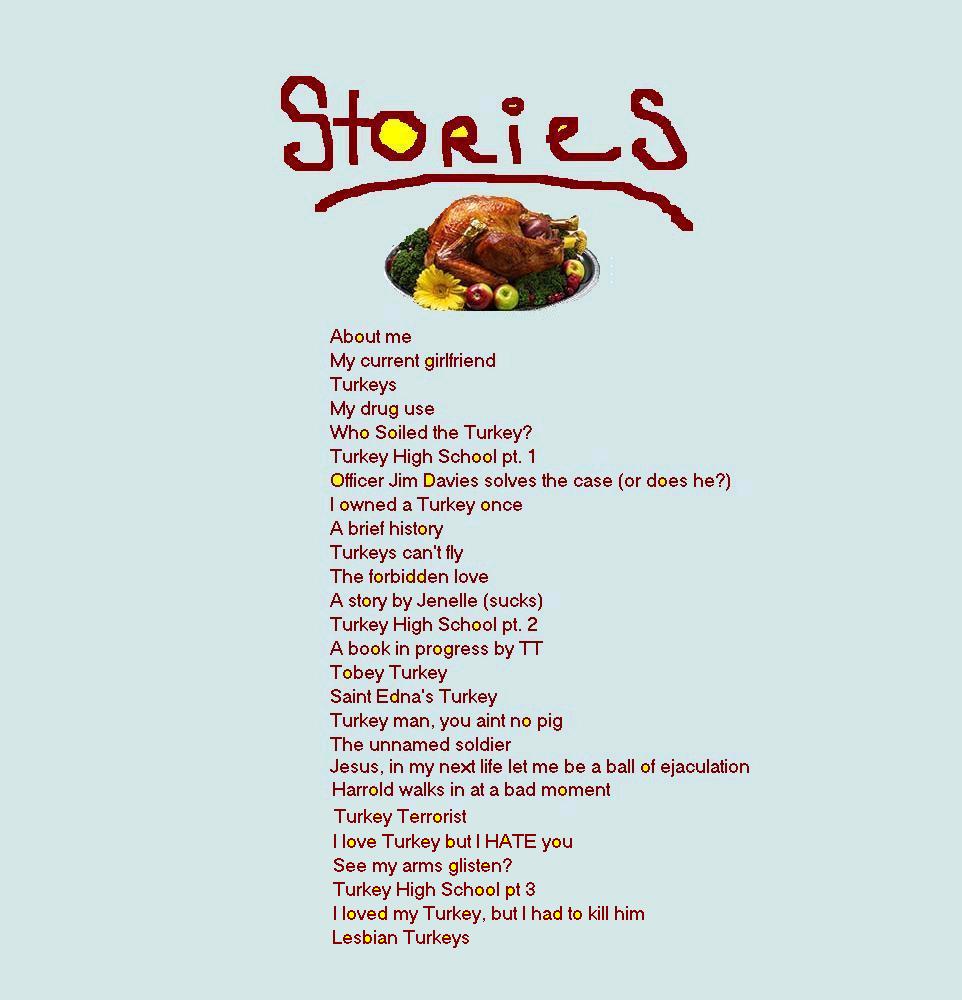 Stories
About me
My current girlfriend
Turkeys
My drug use
Who Soiled the Turkey?
Turkey High School pt. 1
Officer Jim Davies solves the case (or does he?)
I owned a Turkey once
A brief history
Turkeys can't fly
The forbidden love
A story by Jenelle (sucks)
Turkey High School pt. 2
A book in progress by TT
Tobey Turkey
Saint Edna's Turkey
Turkey man, you aint no pig
The unnamed soldier
Jesus, in my next life let me be a ball of ejaculation
Harrold walks in at a bad moment
Turkey Terrorist
I love Turkey but I HATE you
See my arms glisten?
Turkey High School pt 3
I loved my Turkey, but I had to kill him
Lesbian Turkeys